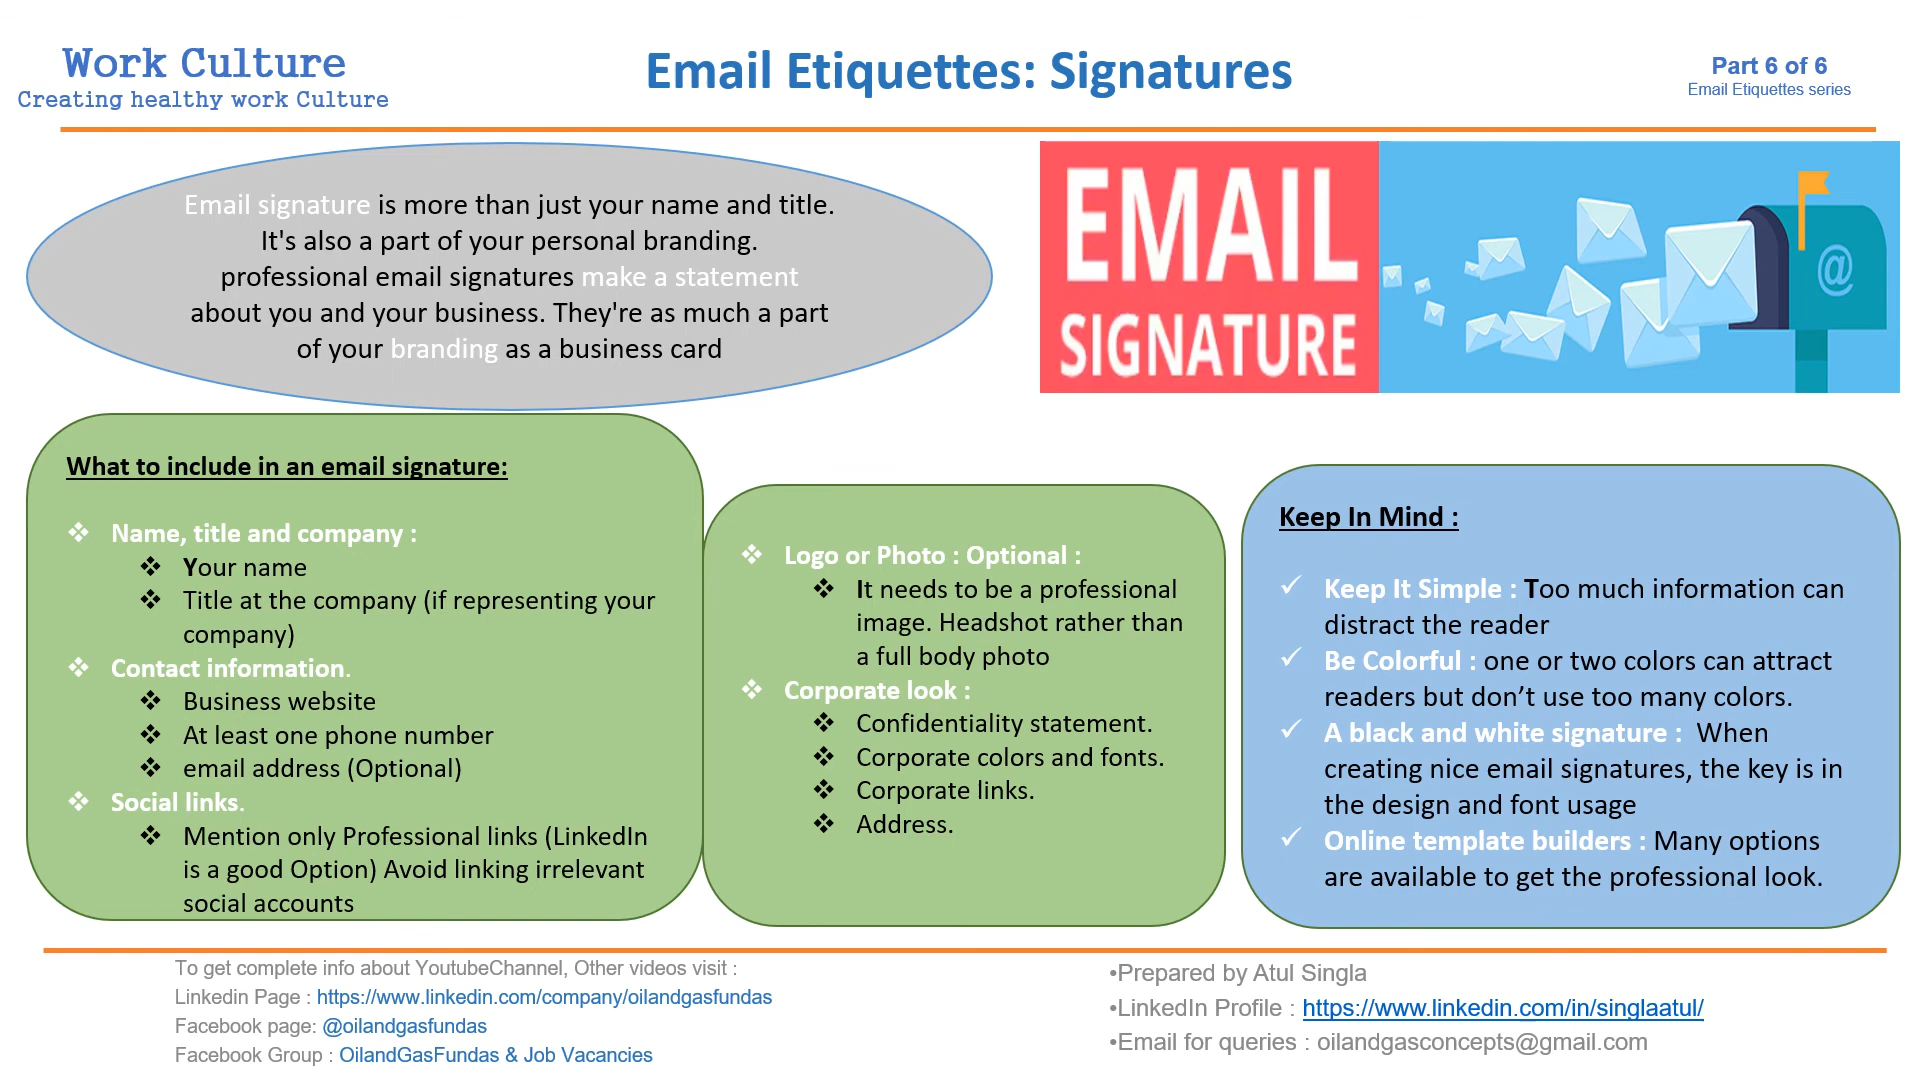 Work Culture
Creating healthy work Culture
Email Etiquettes: Signatures
Part 6 of 6
Email Etiquettes series
Email signature is more than just your name and title.
It's also a part of your personal branding.
professional email signatures make a statement
about you and your business. They're as much a part
of your branding as a business card
EMAIL
SIGNATURE
@
What to include in an email signature:
❖ Name, title and company :
❖ Your name
❖ Title at the company (if representing your
company)
❖ Contact information.
❖ Business website
❖ At least one phone number
❖ email address (Optional)
❖ Social links.
❖ Mention only Professional links (LinkedIn
is a good Option) Avoid linking irrelevant
social accounts
❖ Logo or Photo : Optional :
❖ It needs to be a professional
image. Headshot rather than
a full body photo
❖ Corporate look :
❖ Confidentiality statement.
❖ Corporate colors and fonts.
❖ Corporate links.
❖ Address.
Keep In Mind :
✓ Keep It Simple : Too much information can
distract the reader
✓ Be Colorful : one or two colors can attract
readers but don’t use too many colors.
✓ A black and white signature : When
creating nice email signatures, the key is in
the design and font usage
✓ Online template builders : Many options
are available to get the professional look.
To get complete info about YoutubeChannel, Other videos visit :
Linkedin Page : https://www.linkedin.com/company/oilandgasfundas
Facebook page: @oilandgasfundas
Facebook Group : OilandGasFundas & Job Vacancies
•Prepared by Atul Singla
•LinkedIn Profile : https://www.linkedin.com/in/singlaatul/
•Email for queries : oilandgasconcepts@gmail.com